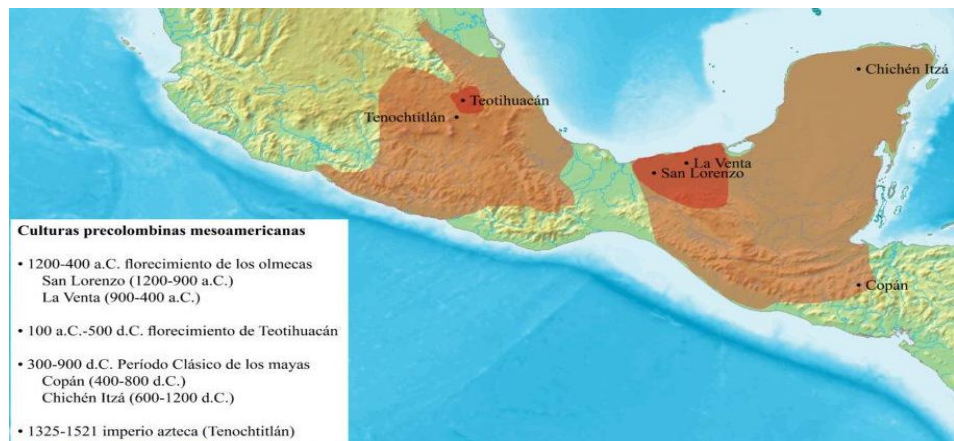 Chichén Itzá
Teotihuacán
Tenochtitlán
La Venta
San Lorenzo
Copán
Culturas precolombinas mesoamericanas
• 1200-400 a.C. florecimiento de los olmecas
San Lorenzo (1200-900 a.C.)
La Venta (900-400 a.C.)
• 100 a.C.-500 d.C. florecimiento de Teotihuacán
• 300-900 d.C. Período Clásico de los mayas
Copán (400-800 d.C.)
Chichén Itzá (600-1200 d.C.)
• 1325-1521 imperio azteca (Tenochtitlán)